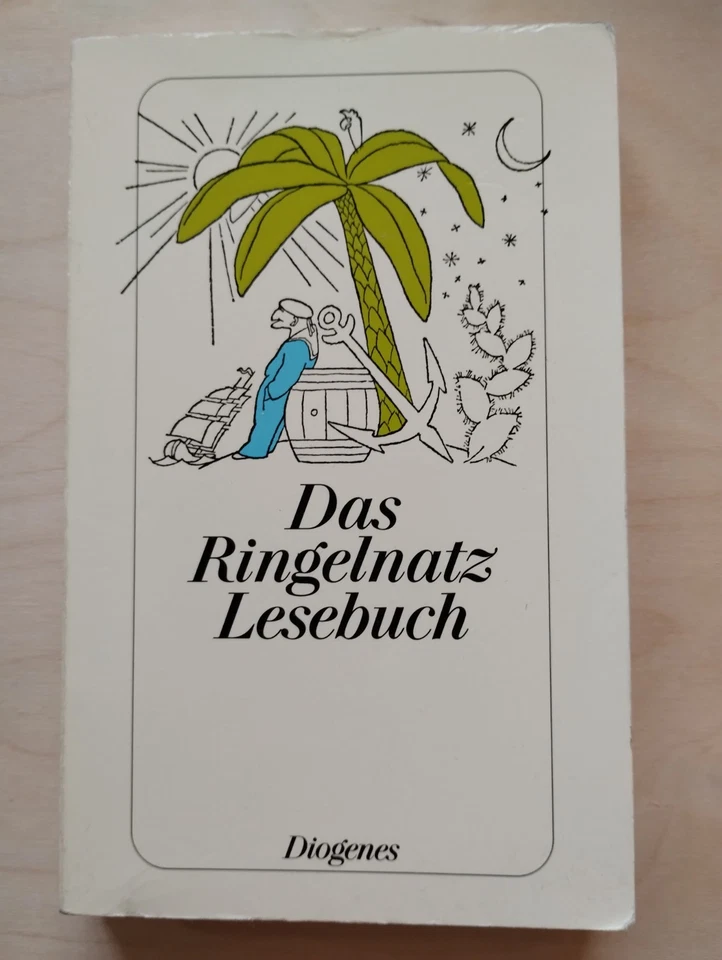 Das
Ringelnatz
Lesebuch
Diogenes